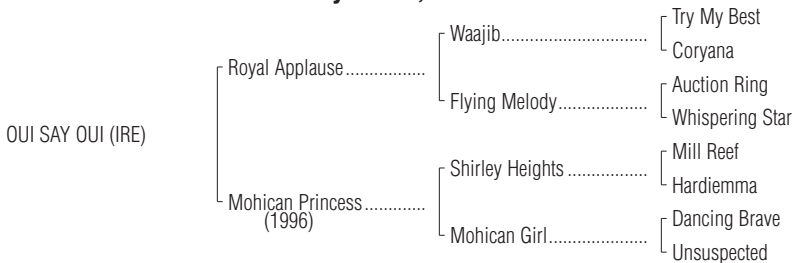 Try My Best
Waajib
Coryana
Royal Applause
Auction Ring
Flying Melody
Whispering Star
OUI SAY OUI (IRE)
Mill Reef
Shirley Heights
Hardiemma
Mohican Princess
(1996)
Dancing Brave
Mohican Girl
Unsuspected